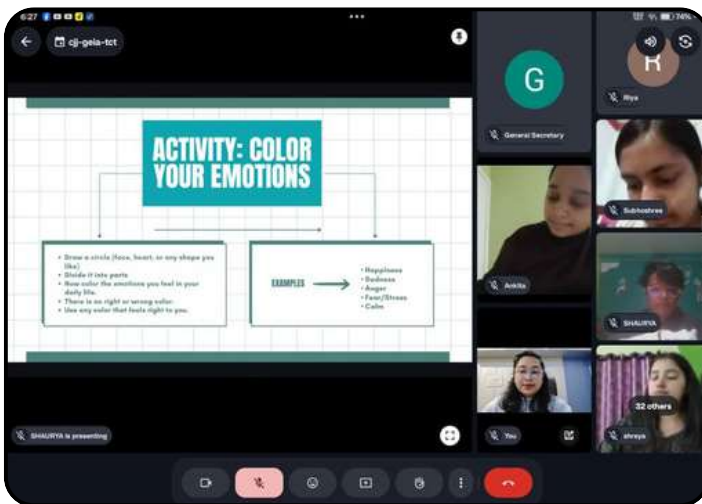 6:27
74%
cjj-geia-tct
G
General Secretary
R
Riya
ACTIVITY: COLOR
YOUR EMOTIONS
• Draw a circle (face, heart, or any shape you
like)
• Divide it into parts
• Now color the emotions you feel in your
daily life.
• There is no right or wrong color.
• Use any color that feels right to you.
EXAMPLES
• Happiness
• Sadness
• Anger
• Fear/Stress
• Calm
Subhashree
Ankita
SHAURYA
You
32 others
shreya
SHAURYA is presenting